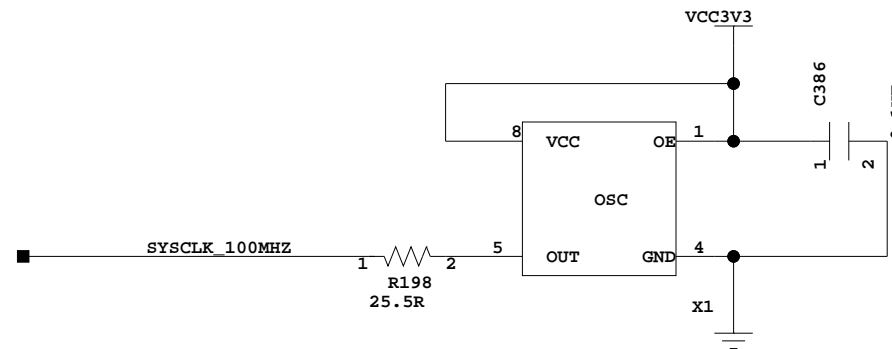 VCC3V3
C386
8
VCC
OE
1
1
2
OSC
SYSCLK_100MHZ
1
2
5
OUT
GND
4
R198
25.5R
X1